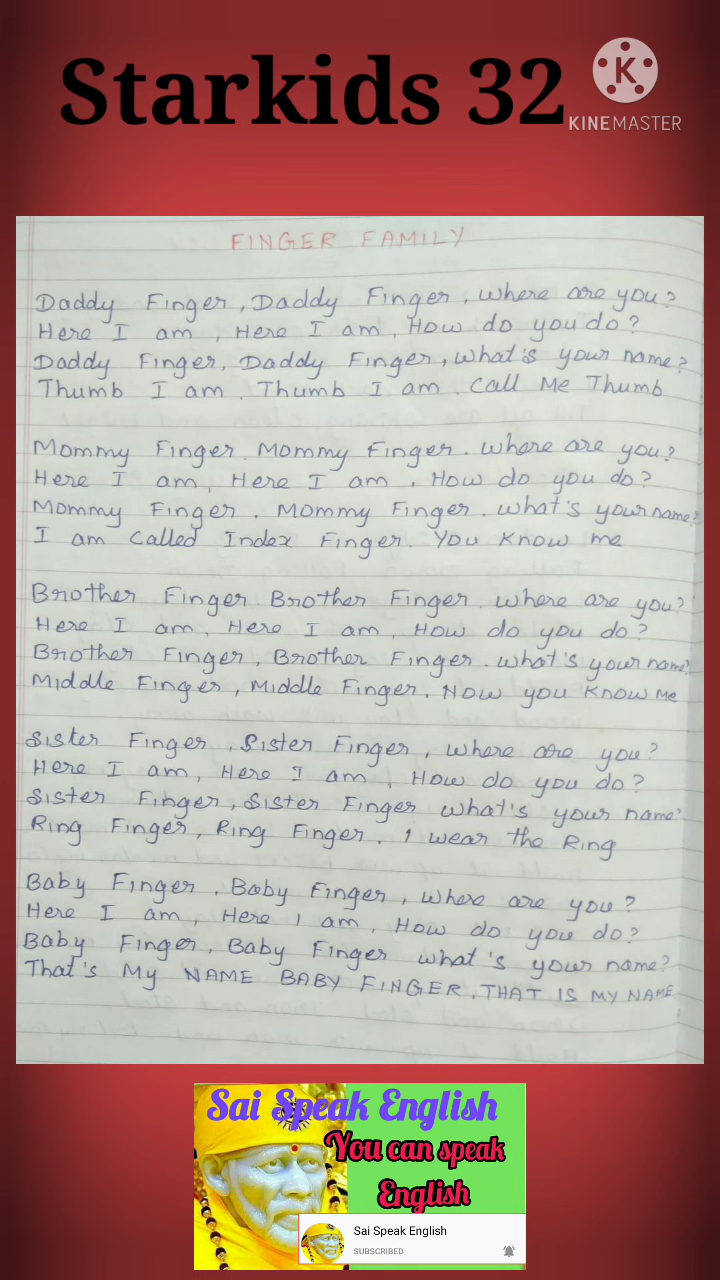 Starkids 32
KINEMASTER
FINGER FAMILY
Daddy Finger, Daddy Finger, where are you?
Here I am, Here I am, How do you do?
Daddy Finger, Daddy Finger, what's your name?
Thumb I am. Thumb I am. Call Me Thumb
Mommy Finger. Mommy Finger. where are you?
Here I am, Here I am. How do you do?
Mommy Finger. Mommy Finger. what's your name?
I am Called Index Finger. You Know me
Brother Finger Brother Finger. where are you?
Here I am, Here I am, How do you do?
Brother Finger, Brother Finger. what's your name?
Middle Finger, Middle Finger. Now you Know Me
Sister Finger, Sister Finger, where are you?
Here I am, Here I am, How do you do?
Sister Finger, Sister Finger what's your name?
Ring Finger, Ring Finger. I wear the Ring
Baby Finger, Baby Finger, where are you?
Here I am, Here I am, How do you do?
Baby Finger, Baby Finger what's your name?
That's My NAME BABY FINGER. THAT IS MY NAME
Sai Speak English
You can speak
English
Sai Speak English
SUBSCRIBED